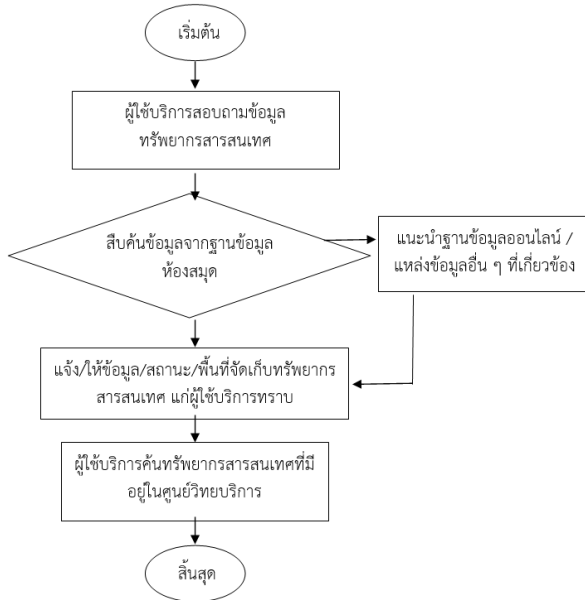 เริ่มต้น
ผู้ใช้บริการสอบถามข้อมูล
ทรัพยากรสารสนเทศ
สืบค้นข้อมูลจากฐานข้อมูล
ห้องสมุด
แนะนำฐานข้อมูลออนไลน์ /
แหล่งข้อมูลอื่น ๆ ที่เกี่ยวข้อง
แจ้ง/ให้ข้อมูล/สถานะ/พื้นที่จัดเก็บทรัพยากร
สารสนเทศ แก่ผู้ใช้บริการทราบ
ผู้ใช้บริการค้นทรัพยากรสารสนเทศที่มี
อยู่ในศูนย์วิทยบริการ
สิ้นสุด